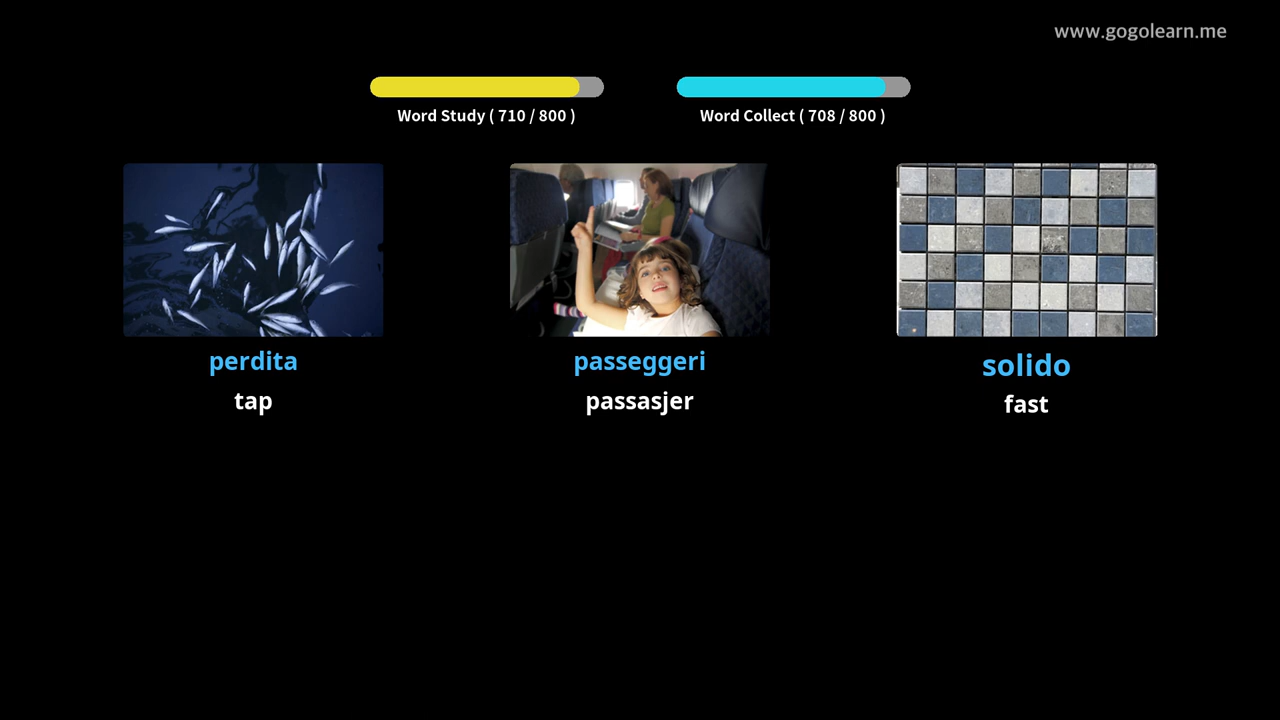 www.gogolearn.me
Word Study ( 710 / 800 )
Word Collect ( 708 / 800 )
perdita
tap
passeggeri
passasjer
solido
fast